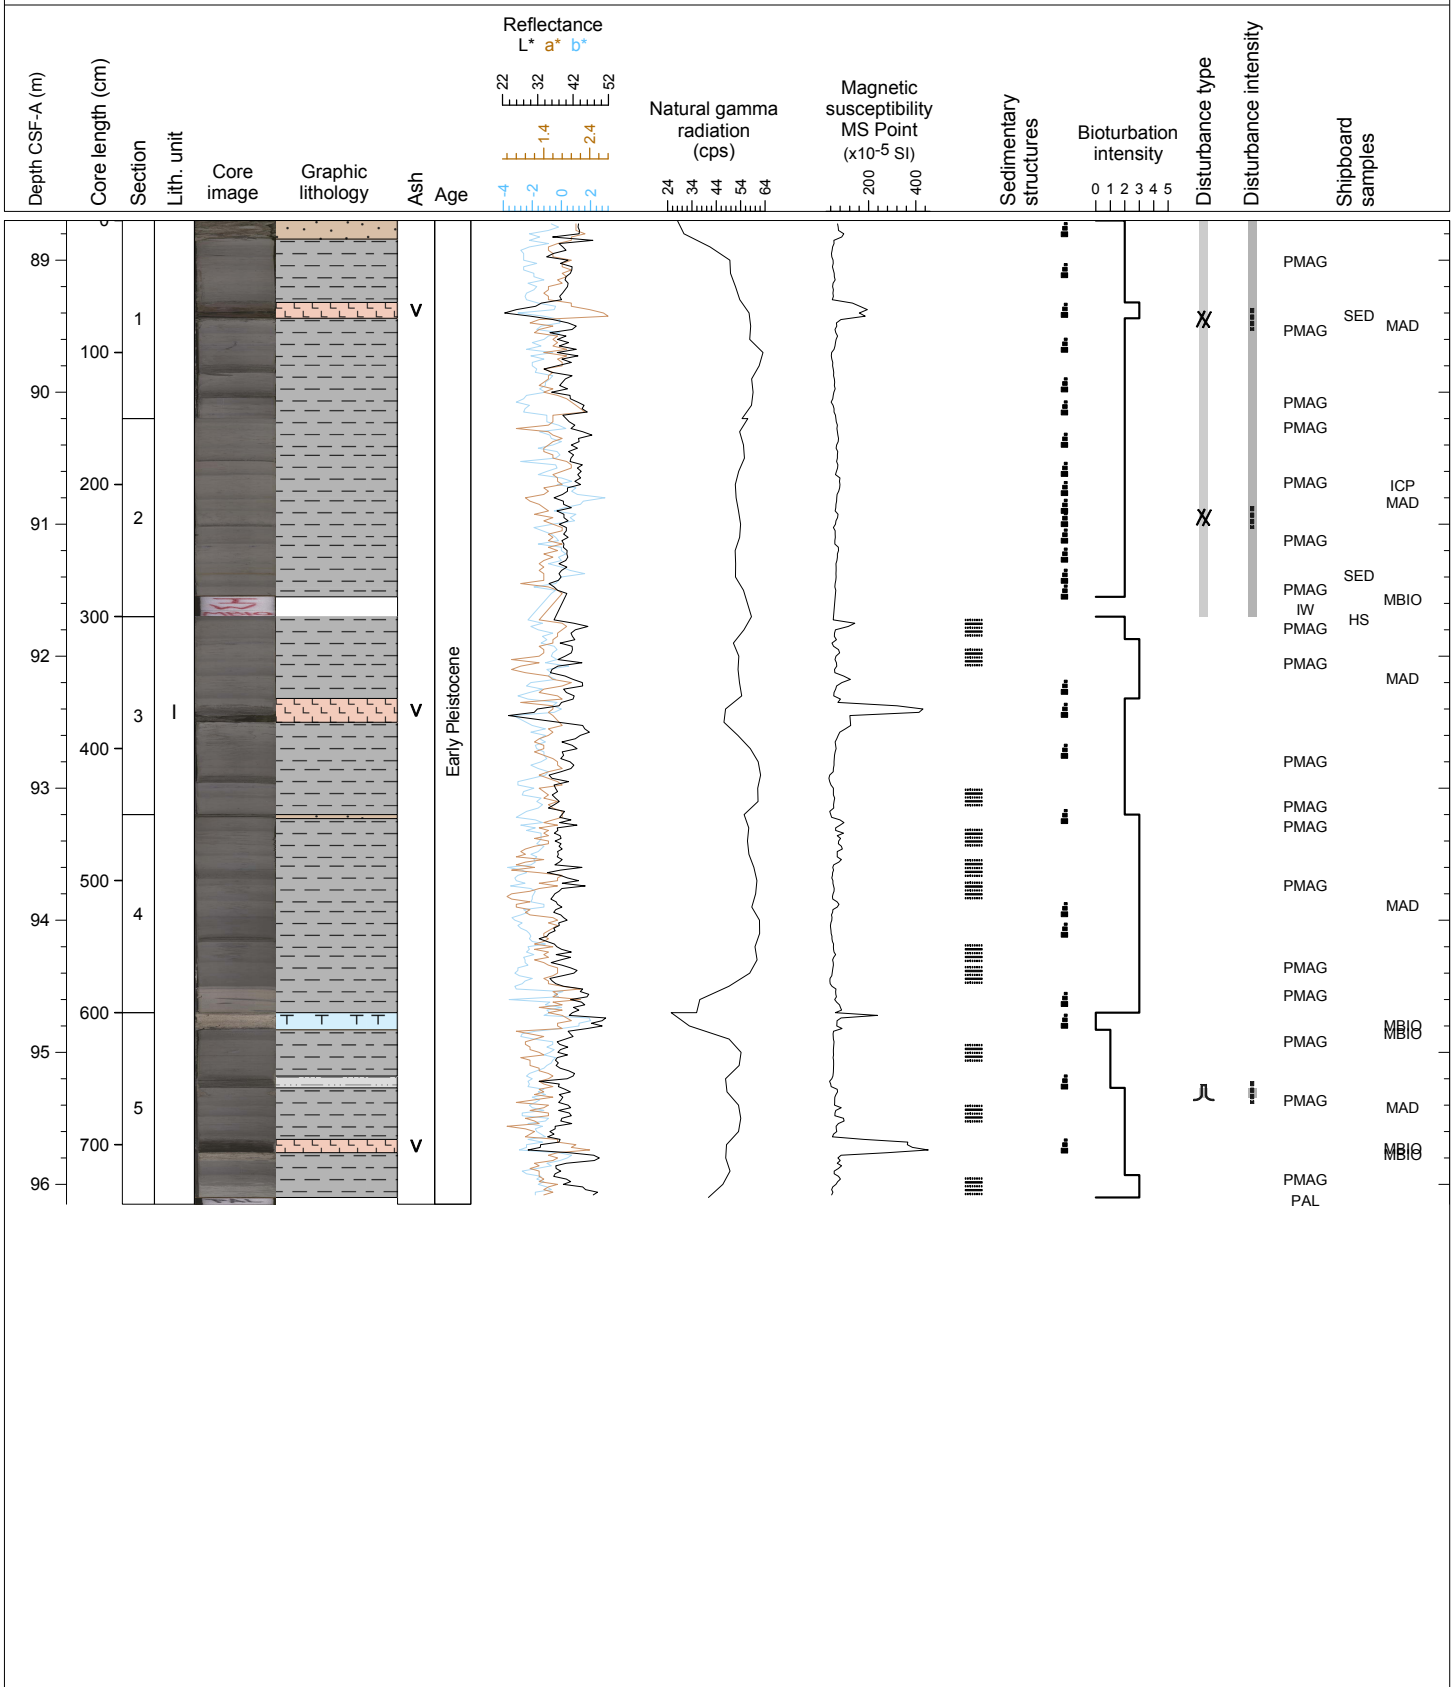 Depth CSF-A (m)
Core length (cm)
Section
Lith. unit
Core
image
Graphic
lithology
Ash
Age
Reflectance
L* a* b*
22 32 42 52
1.4 2.4
-4 -2 0 2
Natural gamma
radiation
(cps)
24 34 44 54 64
Magnetic
susceptibility
MS Point
(x10-5 SI)
200 400
Sedimentary
structures
Bioturbation
intensity
0 1 2 3 4 5
Disturbance type
Disturbance intensity
Shipboard
samples
0
89
PMAG
V
1
SED
MAD
PMAG
100
90
PMAG
PMAG
200
PMAG
ICP
MAD
2
91
PMAG
SED
PMAG
MBIO
IW
300
HS
PMAG
92
PMAG
MAD
V
3
I
Early Pleistocene
400
PMAG
93
PMAG
PMAG
500
PMAG
MAD
4
94
PMAG
PMAG
600
MBIO
MBIO
PMAG
95
PMAG
5
MAD
700
V
MBIO
MBIO
PMAG
96
PAL